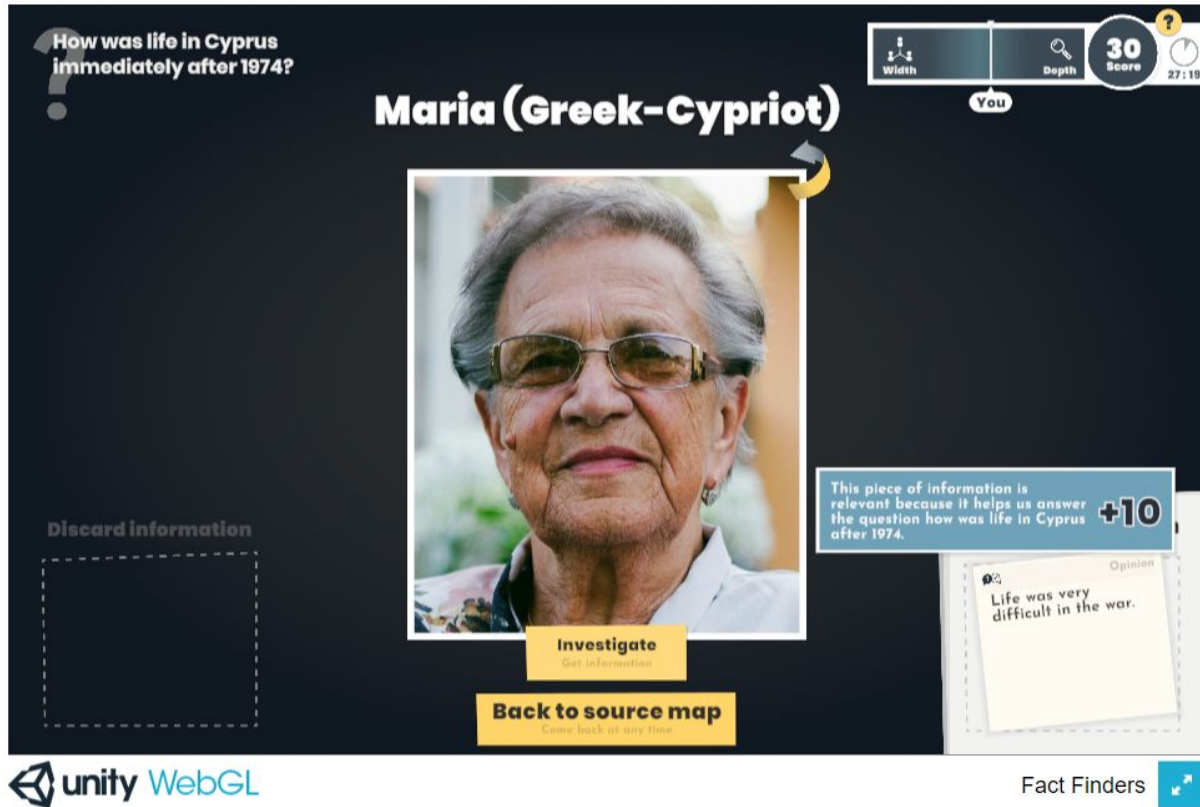 How was life in Cyprus
immediately after 1974?
?
Width
Depth
30
Score
?
27:19
You
Maria (Greek-Cypriot)
This piece of information is
relevant because it helps us answer
the question how was life in Cyprus
after 1974.
+10
Discard information
Opinion
Life was very
difficult in the war.
Investigate
Get information
Back to source map
Come back at any time
unity WebGL
Fact Finders